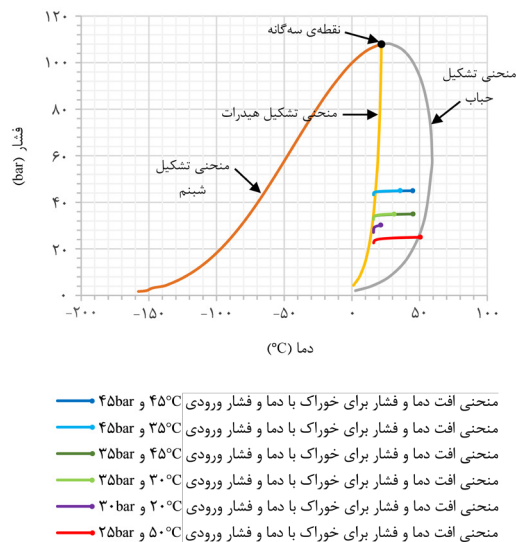 ۱۲۰
۱۰۰
۸۰
۶۰
۴۰
۲۰
۰
فشار (bar)
نقطه‌ی سه‌گانه
منحنی تشکیل
حباب
منحنی تشکیل هیدرات
منحنی تشکیل
شبنم
-۲۰۰ -۱۵۰ -۱۰۰ -۵۰ ۰ ۵۰ ۱۰۰
دما (°C)
منحنی افت دما و فشار برای خوراک با دما و فشار ورودی ۴۵°C و ۴۵bar
منحنی افت دما و فشار برای خوراک با دما و فشار ورودی ۳۵°C و ۴۵bar
منحنی افت دما و فشار برای خوراک با دما و فشار ورودی ۴۵°C و ۳۵bar
منحنی افت دما و فشار برای خوراک با دما و فشار ورودی ۳۰°C و ۳۵bar
منحنی افت دما و فشار برای خوراک با دما و فشار ورودی ۲۰°C و ۳۰bar
منحنی افت دما و فشار برای خوراک با دما و فشار ورودی ۵۰°C و ۲۵bar